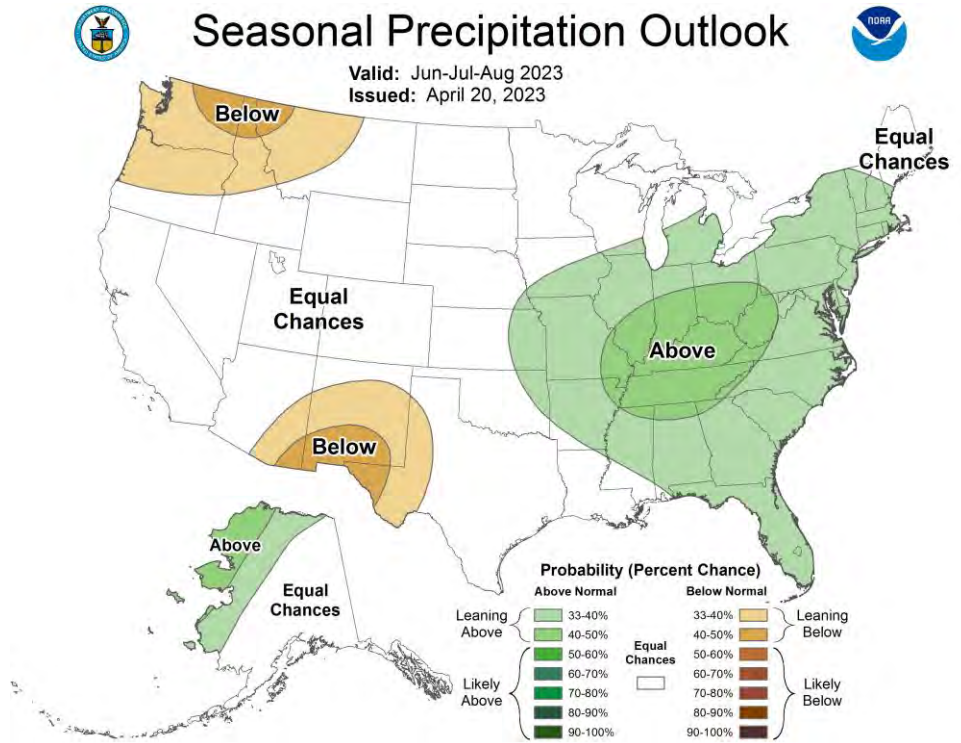 NOAA
Seasonal Precipitation Outlook
Valid: Jun-Jul-Aug 2023
Issued: April 20, 2023
Below
Equal
Chances
Equal
Chances
Above
Below
Above
Equal
Chances
Probability (Percent Chance)
Above Normal
Below Normal
Leaning
Above
33-40%
40-50%
Likely
Above
50-60%
60-70%
70-80%
80-90%
90-100%
Equal
Chances
33-40%
40-50%
Leaning
Below
50-60%
60-70%
70-80%
80-90%
90-100%
Likely
Below